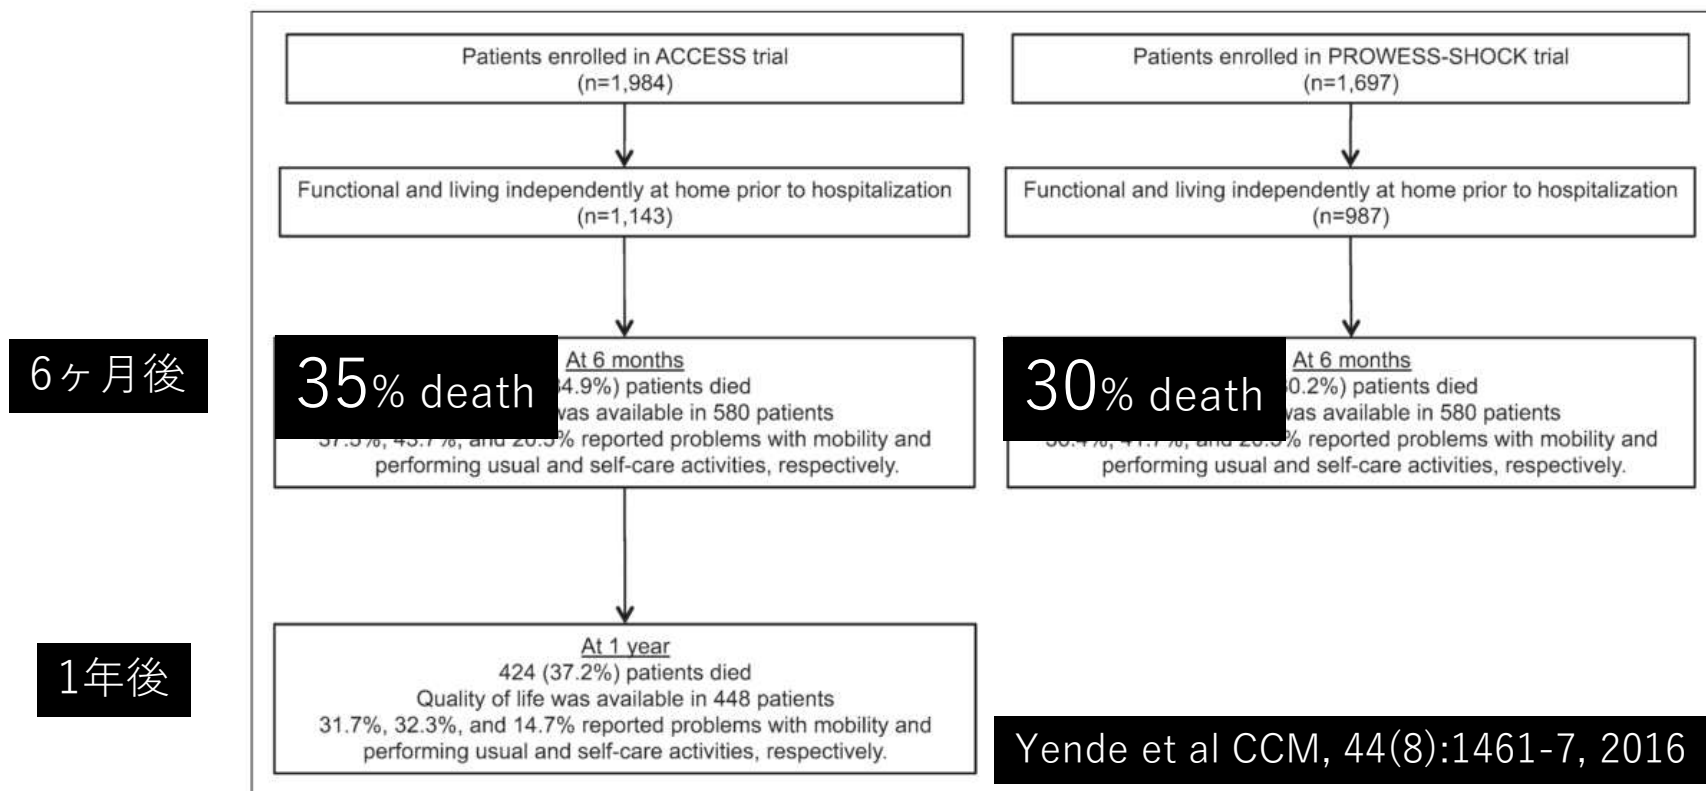 Patients enrolled in ACCESS trial
(n=1,984)
Patients enrolled in PROWESS-SHOCK trial
(n=1,697)
Functional and living independently at home prior to hospitalization
(n=1,143)
Functional and living independently at home prior to hospitalization
(n=987)
6ヶ月後
35% death
At 6 months
patients died
was available in 580 patients
reported problems with mobility and
performing usual and self-care activities, respectively.
30% death
At 6 months
patients died
was available in 580 patients
reported problems with mobility and
performing usual and self-care activities, respectively.
1年後
At 1 year
424 (37.2%) patients died
Quality of life was available in 448 patients
31.7%, 32.3%, and 14.7% reported problems with mobility and
performing usual and self-care activities, respectively.
Yende et al CCM, 44(8):1461-7, 2016